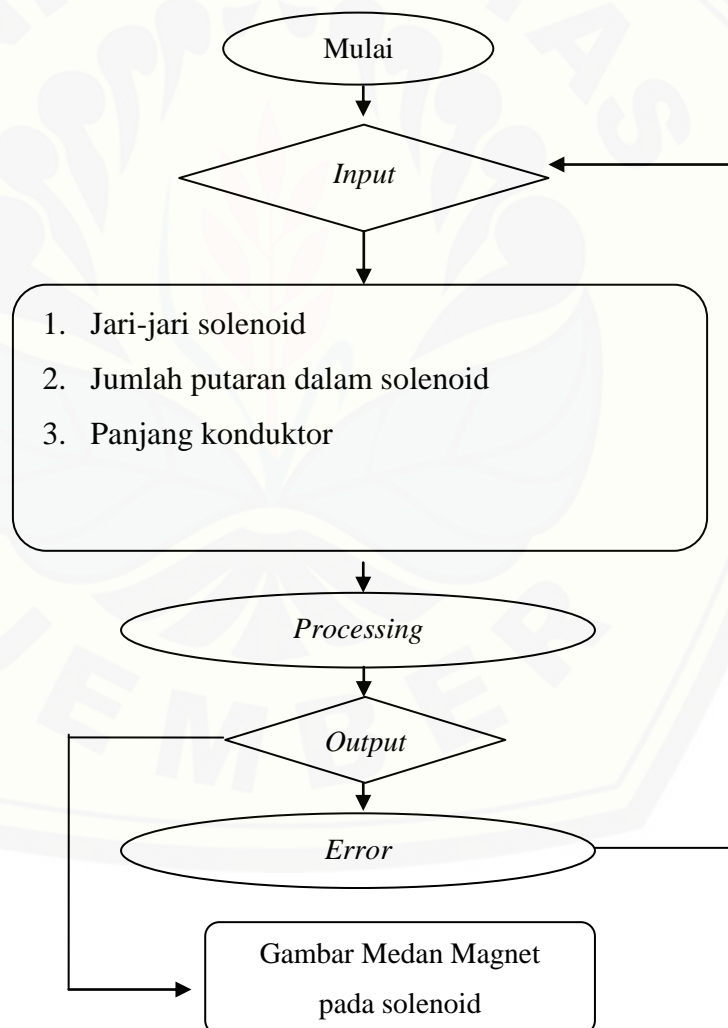 Mulai
Input
1. Jari-jari solenoid
2. Jumlah putaran dalam solenoid
3. Panjang konduktor
Processing
Output
Error
Gambar Medan Magnet
pada solenoid
JEMBER